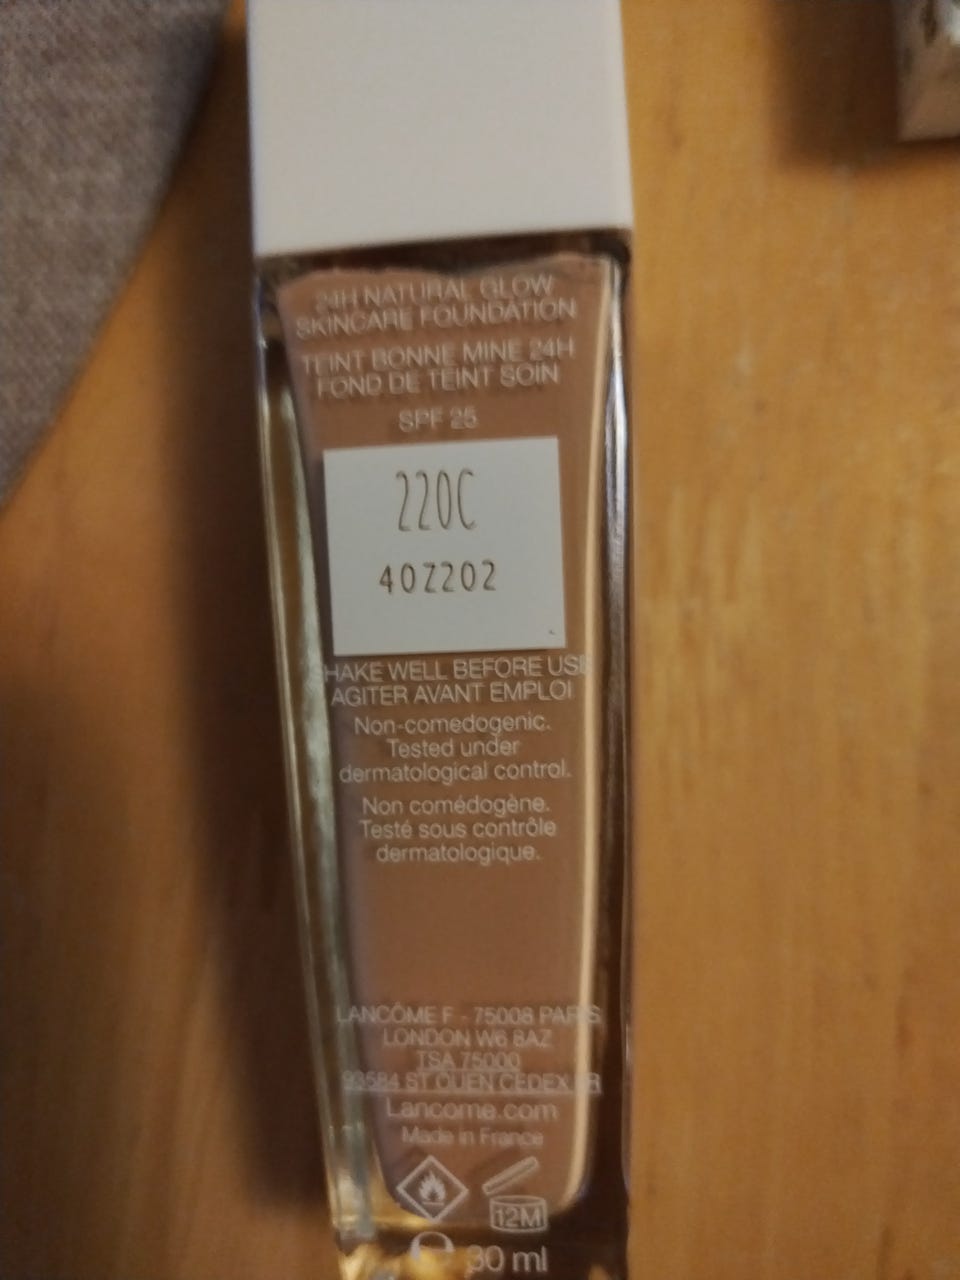 24H NATURAL GLOW
SKINCARE FOUNDATION
TEINT BONNE MINE 24H
FOND DE TEINT SOIN
SPF 25
220C
40Z202
SHAKE WELL BEFORE USE
AGITER AVANT EMPLOI
Non-comedogenic.
Tested under
dermatological control.
Non comédogène.
Testé sous contrôle
dermatologique.
LANCÔME F - 75008 PARIS
LONDON W6 8AZ
TSA 75000
93584 ST OUEN CEDEX FR
Lancome.com
Made in France
12M
30 ml